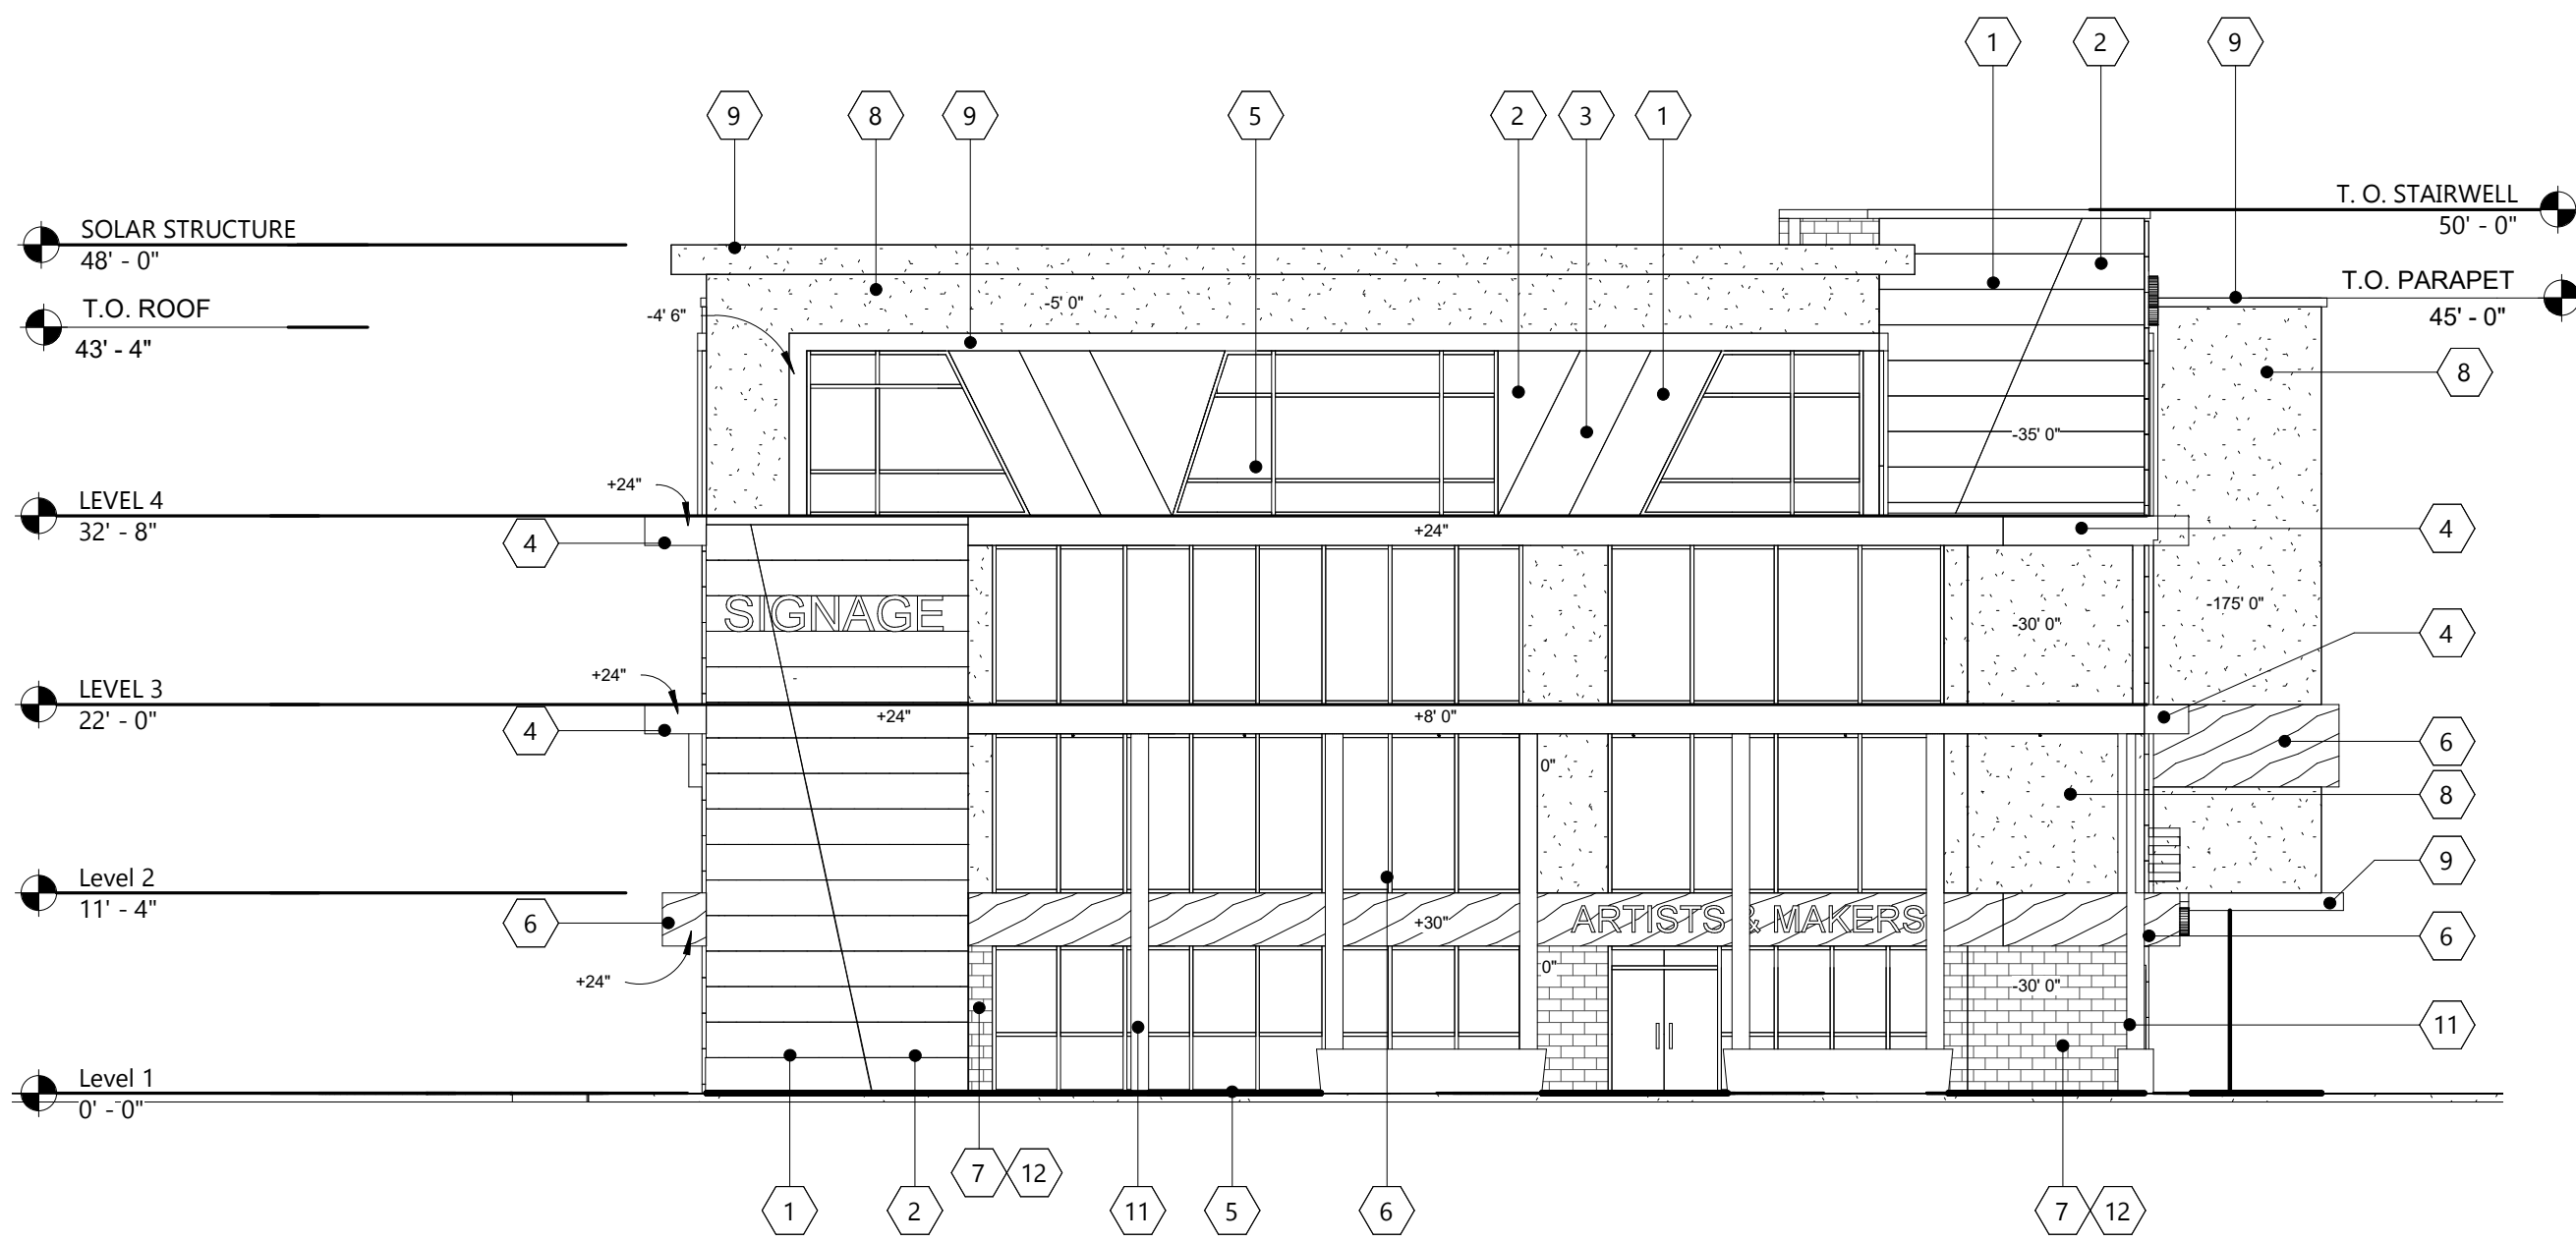 1 2 9
9 8 9 5 2 3 1
T. O. STAIRWELL
50' - 0"
SOLAR STRUCTURE
48' - 0"
T.O. PARAPET
45' - 0"
T.O. ROOF
43' - 4"
-4' 6"
-5' 0"
8
-35' 0"
+24"
LEVEL 4
32' - 8"
4
+24"
4
SIGNAGE
-30' 0"
-175' 0"
4
+24"
LEVEL 3
22' - 0"
4
+24"
+8' 0"
6
0"
8
9
Level 2
11' - 4"
6
+30"
ARTISTS & MAKERS
6
+24"
0"
-30' 0"
11
Level 1
0' - 0"
7 12
1 2 11 5 6 7 12